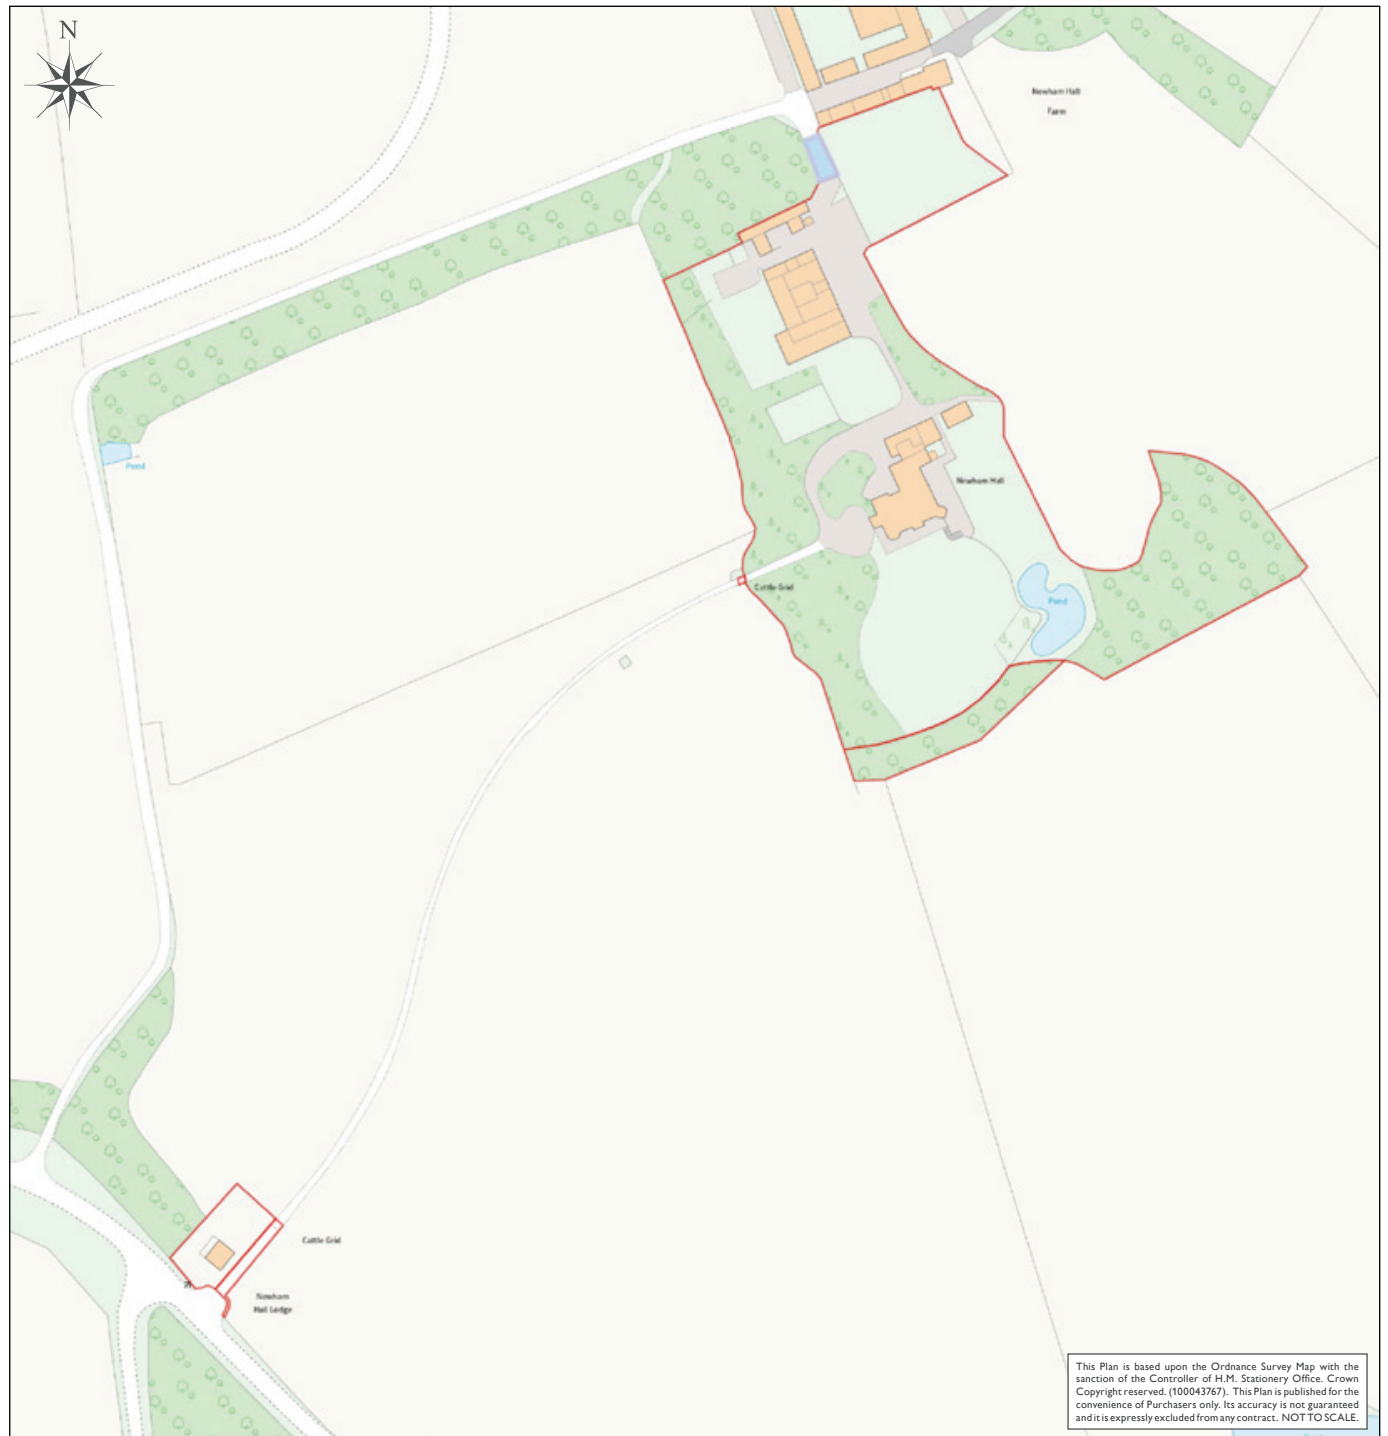 N
Newham Hall
Farm
Pond
Newham Hall
Cattle Grid
Pond
Cattle Grid
Newham
Hall Lodge
This Plan is based upon the Ordnance Survey Map with the
sanction of the Controller of H.M. Stationery Office. Crown
Copyright reserved. (100043767). This Plan is published for the
convenience of Purchasers only. Its accuracy is not guaranteed
and it is expressly excluded from any contract. NOT TO SCALE.